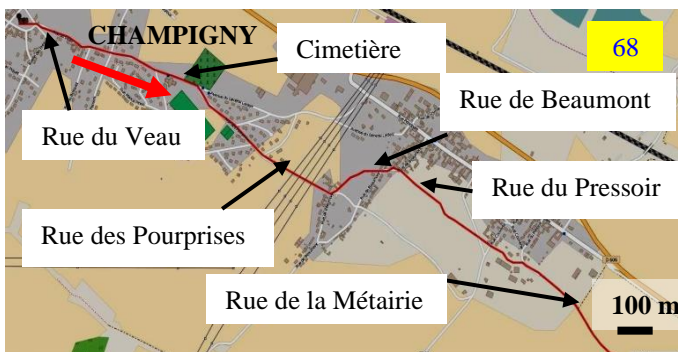 CHAMPIGNY
Cimetière
68
Rue de Beaumont
Rue du Veau
Rue du Pressoir
Rue des Pourprises
Rue de la Métairie
100 m